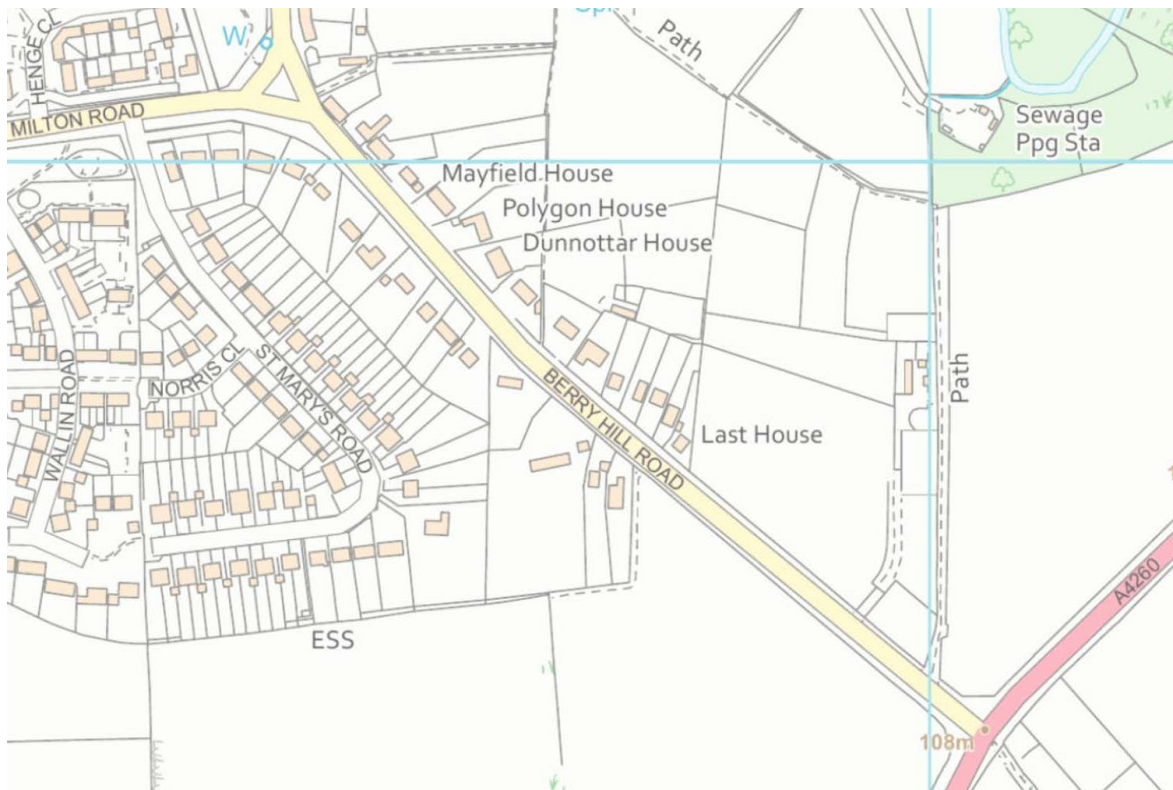 HENGE CL
W
Path
MILTON ROAD
Sewage
Ppg Sta
Mayfield House
Polygon House
Dunnottar House
WALLIN ROAD
NORRIS CL
ST MARY'S ROAD
BERRY HILL ROAD
Path
Last House
A4260
ESS
108m